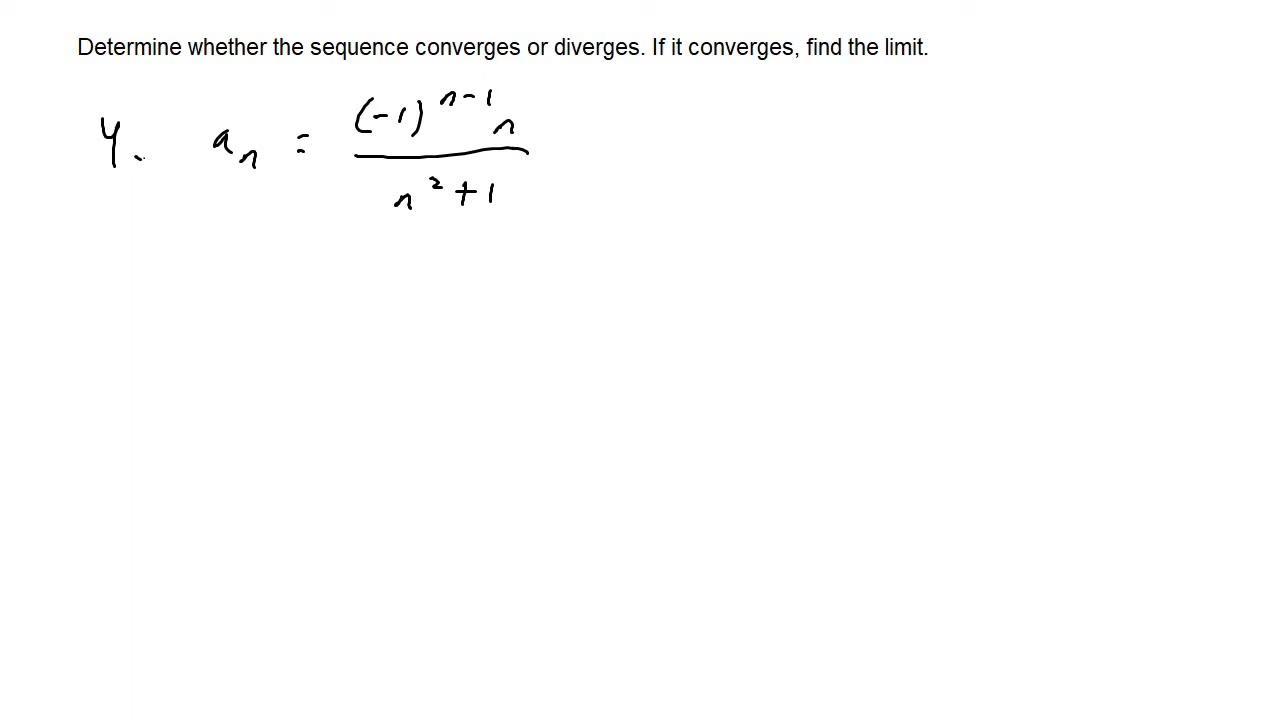 Determine whether the sequence converges or diverges. If it converges, find the limit.
4. aₙ = (-1)ⁿ⁻¹ n / n² + 1